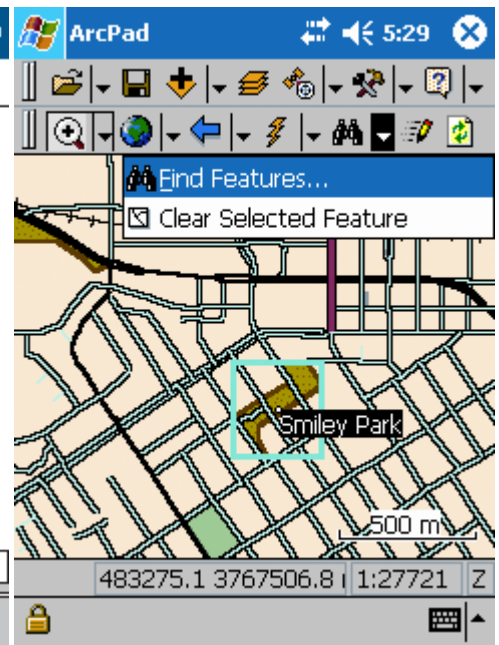 ArcPad 5:29
Find Features...
Clear Selected Feature
Smiley Park
500 m
483275.1 3767506.8 1:27721 Z